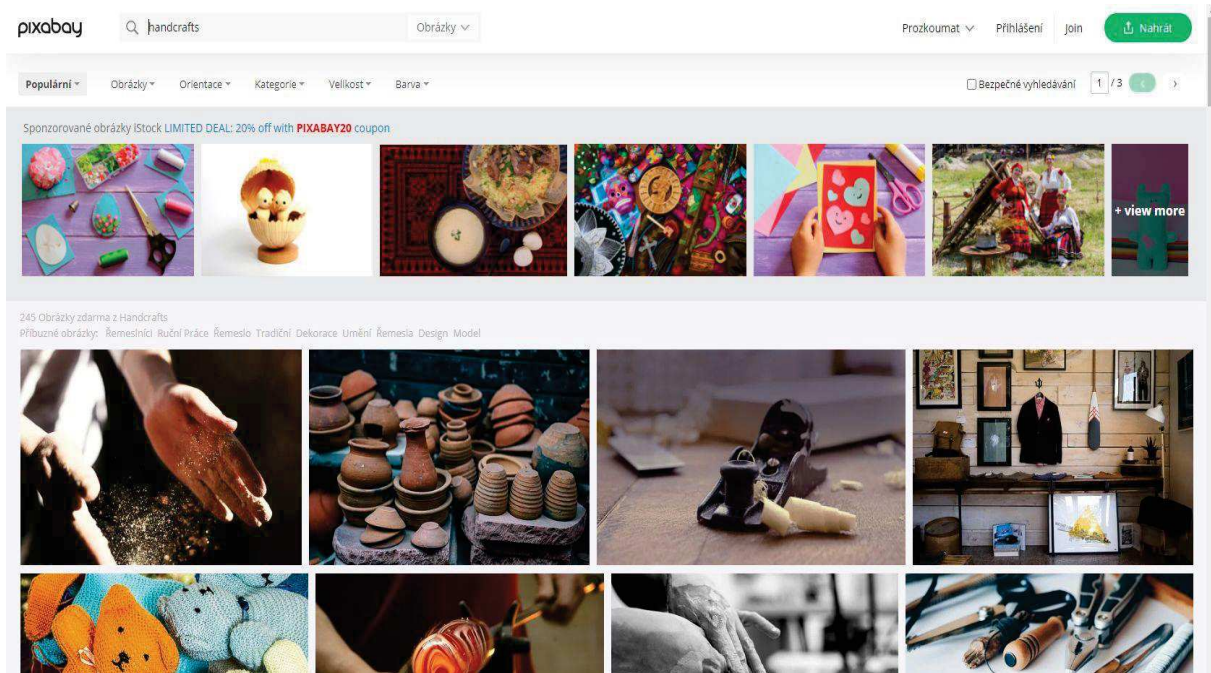 pixabay
handcrafts
Obrázky
Prozkoumat
Přihlášení
Join
Nahrát
Populární
Obrázky
Orientace
Kategorie
Velikost
Barva
Bezpečné vyhledávání
1 / 3
Sponzorované obrázky iStock LIMITED DEAL: 20% off with PIXABAY20 coupon
+ view more
245 Obrázky zdarma z Handcrafts
Příbuzné obrázky: Řemeslníci Ruční Práce Řemeslo Tradiční Dekorace Umění Řemesla Design Model